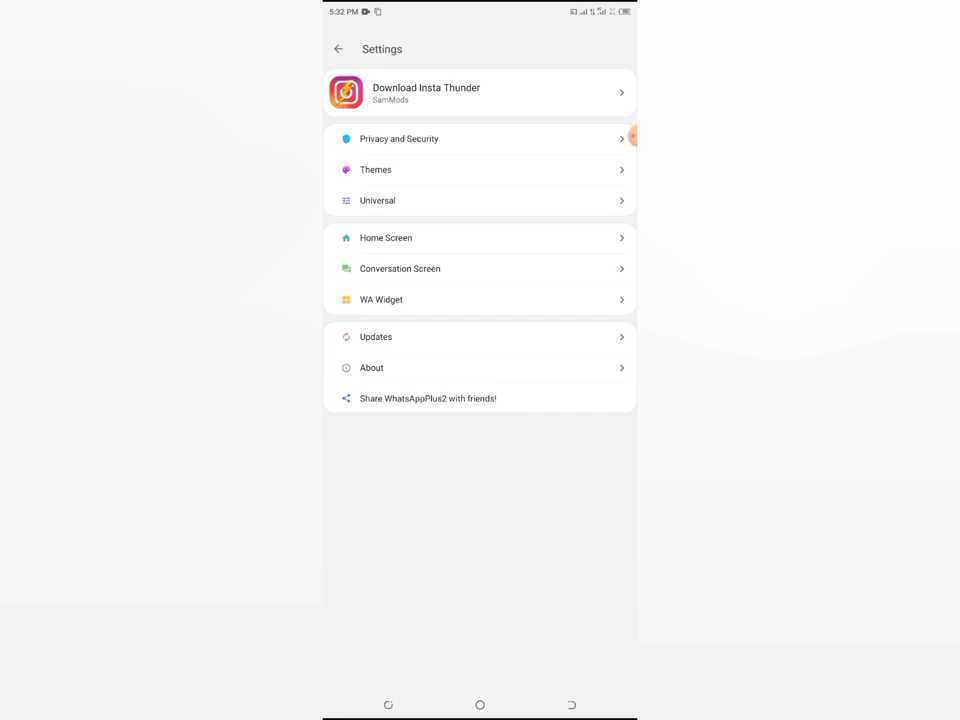 5:32 PM
Settings
Download Insta Thunder
SamMods
Privacy and Security
Themes
Universal
Home Screen
Conversation Screen
WA Widget
Updates
About
Share WhatsAppPlus2 with friends!